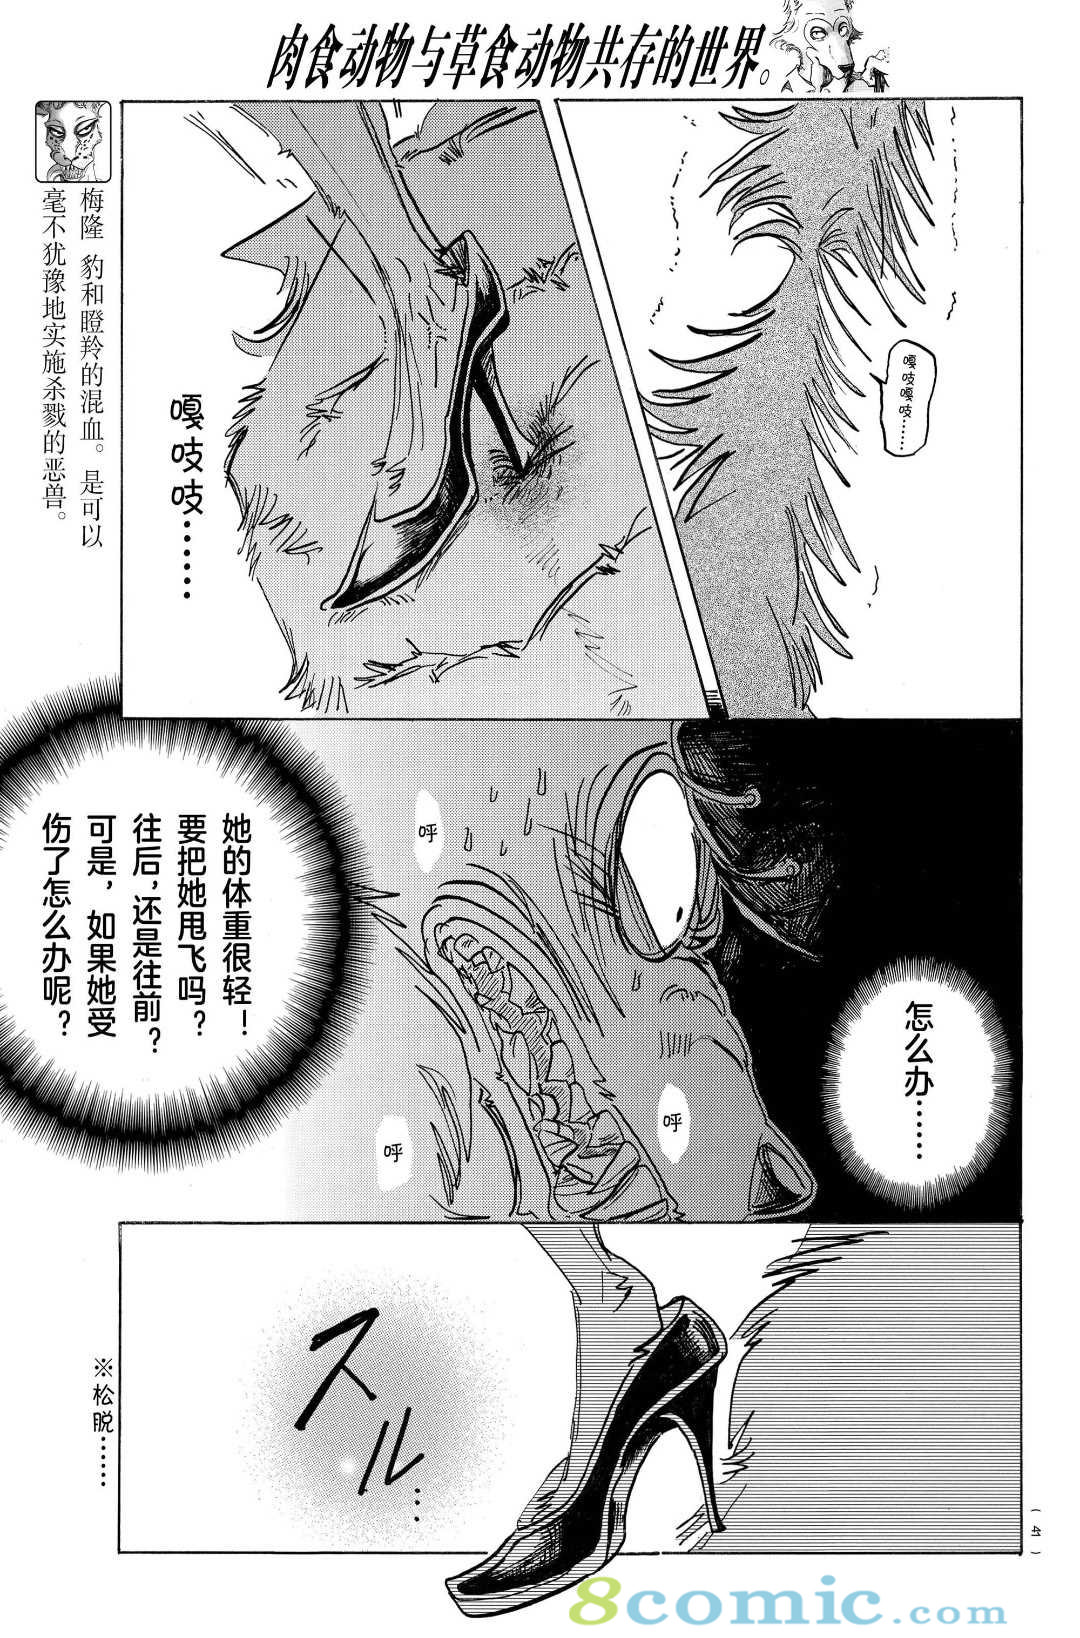 肉食动物与草食动物共存的世界。
梅隆 豹和瞪羚的混血。是可以
毫不犹豫地实施杀戮的恶兽。
嘎吱嘎吱……
嘎吱吱……
怎么办……
呼
呼
呼
她的体重很轻！
要把她甩飞吗？
往后,还是往前？
可是，如果她受
伤了怎么办呢？
スル…
※松脱……
( 41 )
8comic.com